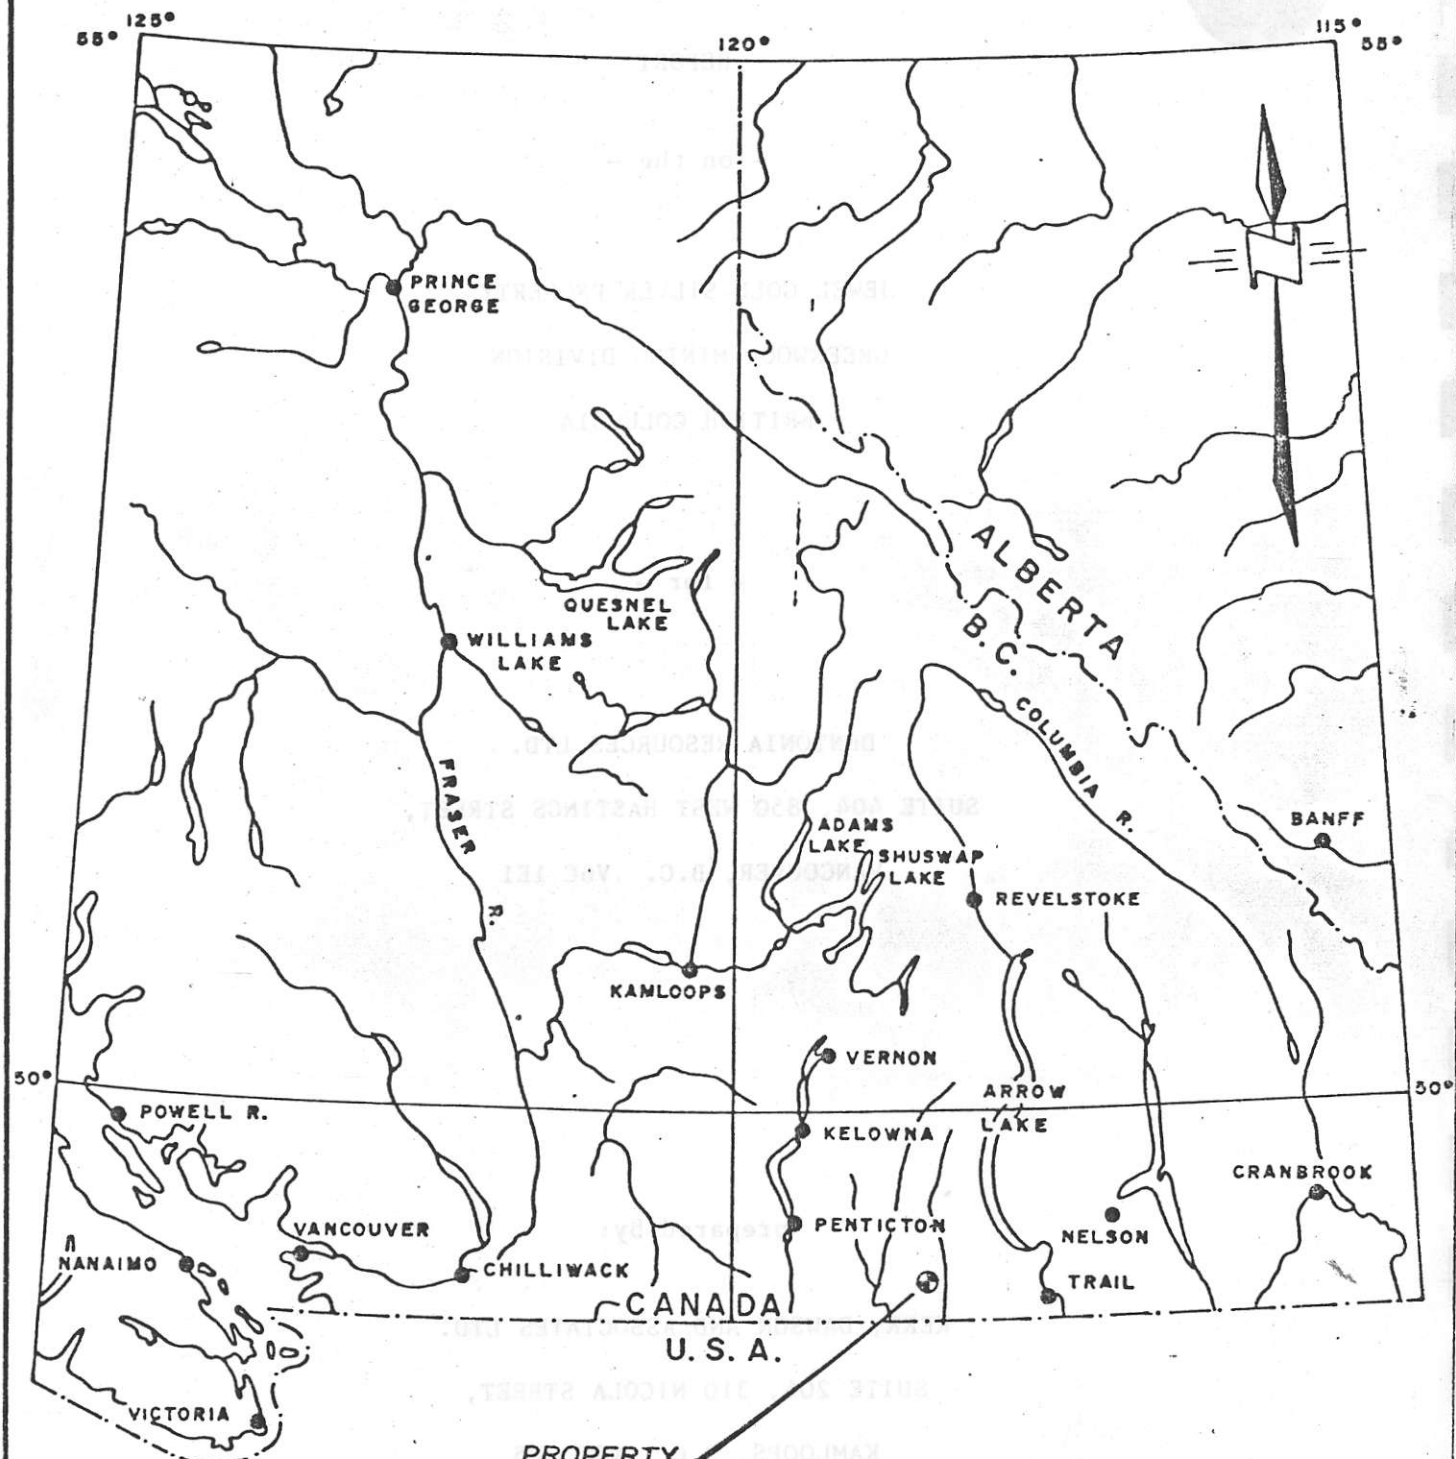 125°
55°
120°
115°
55°
PRINCE
GEORGE
QUESNEL
LAKE
WILLIAMS
LAKE
ALBERTA
B.C.
COLUMBIA R.
FRASER R.
ADAMS
LAKE
SHUSWAP
LAKE
BANFF
REVELSTOKE
KAMLOOPS
VERNON
50°
50°
ARROW
LAKE
POWELL R.
KELOWNA
CRANBROOK
VANCOUVER
PENTICTON
NELSON
NANAIMO
CHILLIWACK
TRAIL
CANADA
U.S.A.
VICTORIA
PROPERTY